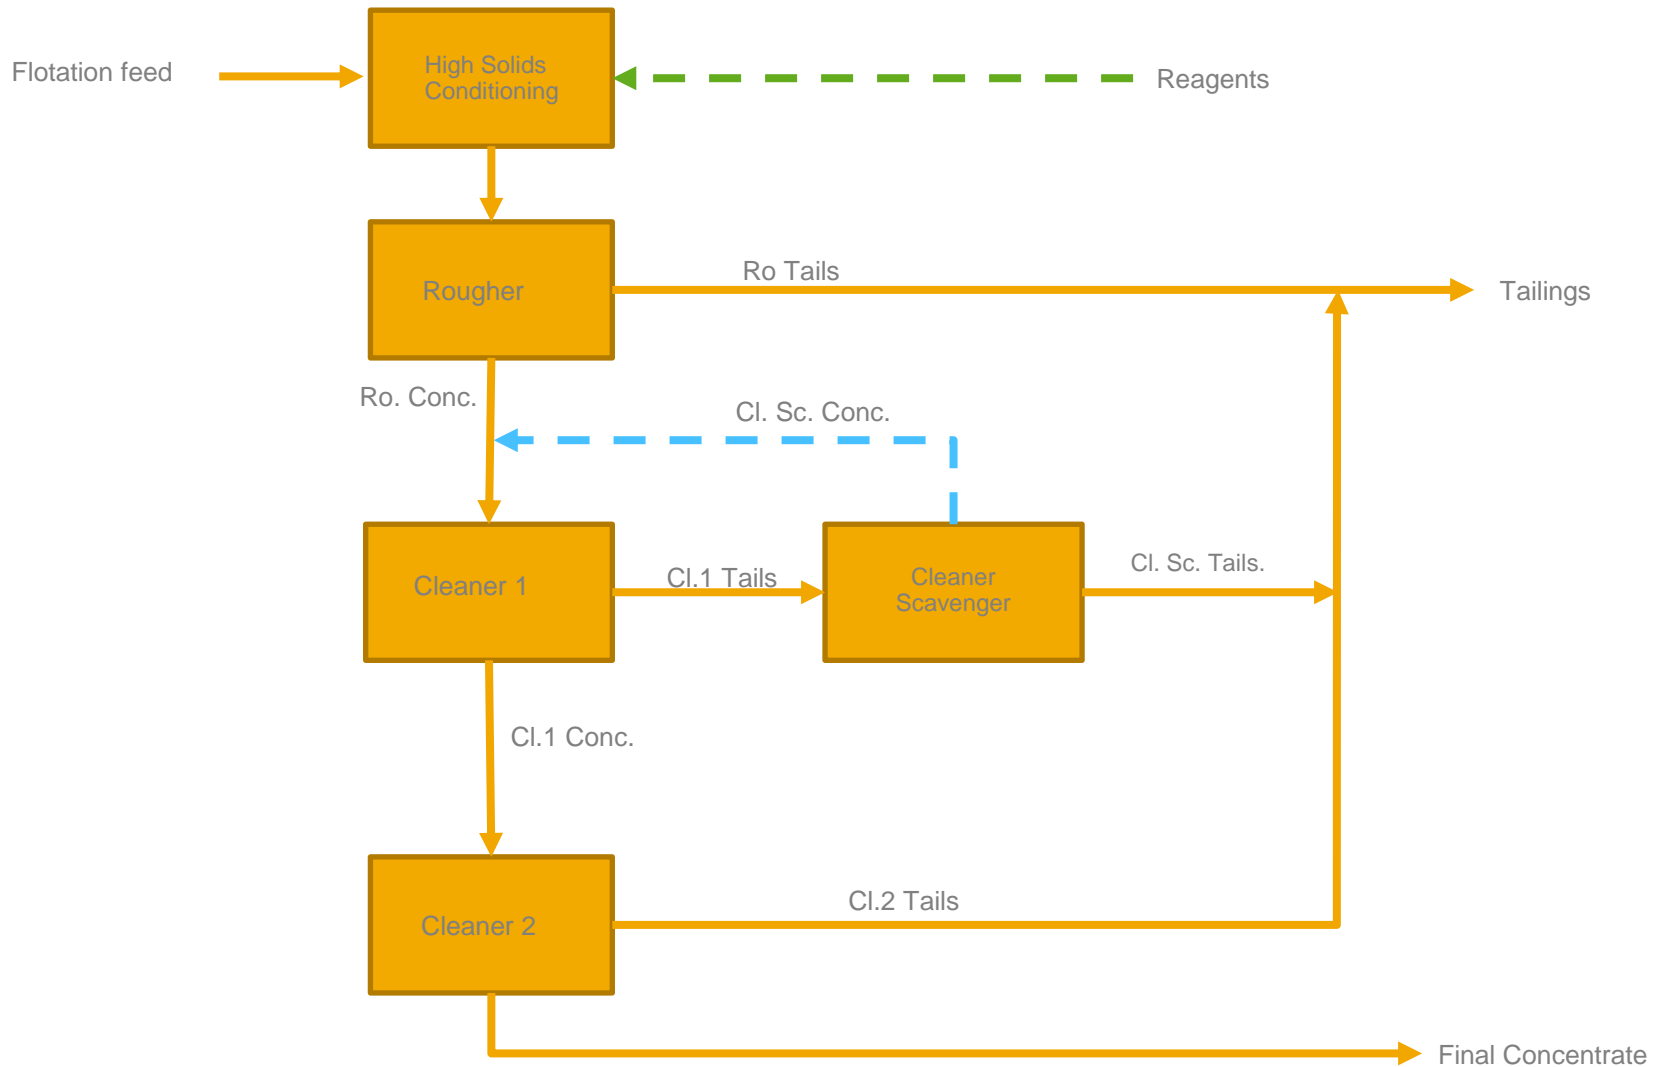 Flotation feed
High Solids
Conditioning
Reagents
Ro Tails
Rougher
Tailings
Ro. Conc.
Cl. Sc. Conc.
Cl.1 Tails
Cleaner 1
Cleaner
Scavenger
Cl. Sc. Tails.
Cl.1 Conc.
Cl.2 Tails
Cleaner 2
Final Concentrate